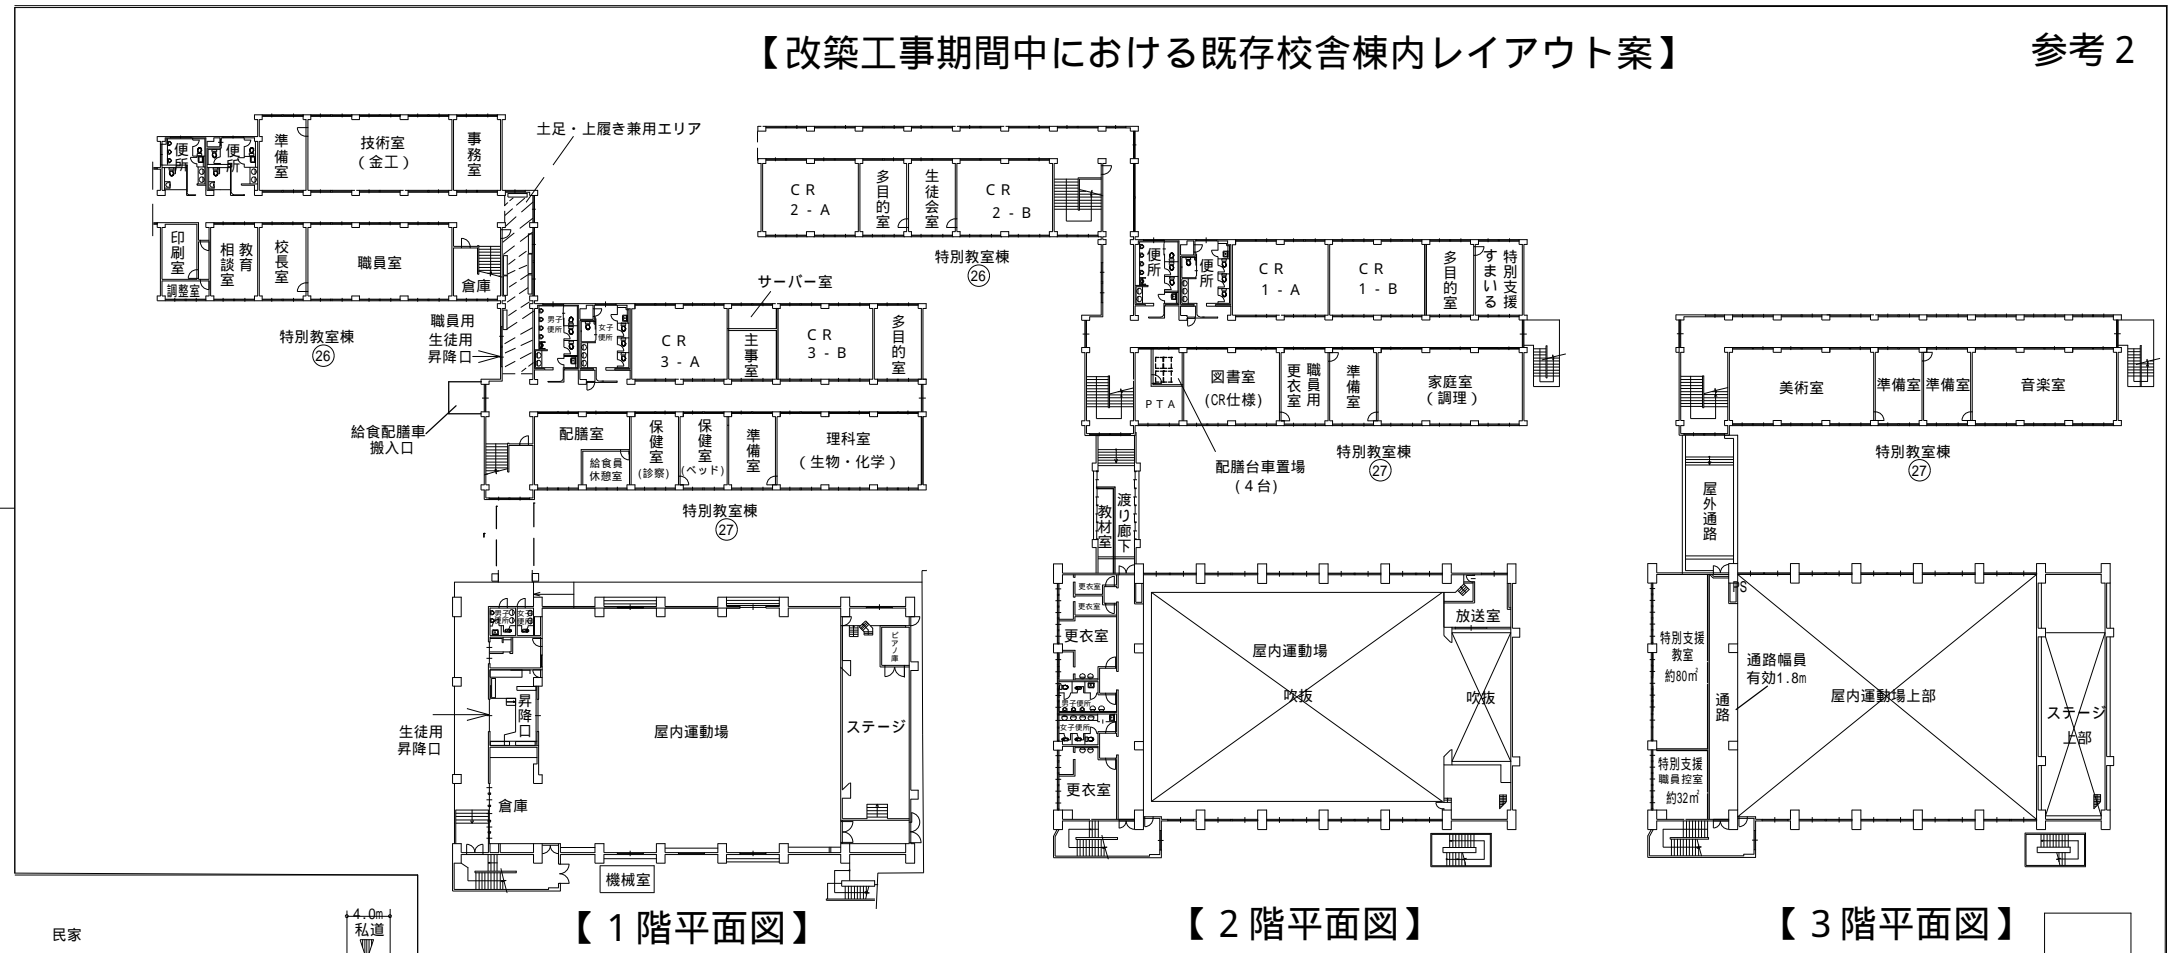 【改築工事期間中における既存校舎棟内レイアウト案】
参考2
便所
便所
準備室
技術室
(金工)
事務室
土足・上履き兼用エリア
印刷室
調整室
教育
相談室
校長室
職員室
倉庫
特別教室棟
26
職員用
生徒用
昇降口
給食配膳車
搬入口
男子
便所
女子
便所
CR
3-A
サーバー室
主事室
CR
3-B
多目的室
配膳室
給食員
休憩室
保健室
(診察)
保健室
(ベッド)
準備室
理科室
(生物・化学)
特別教室棟
27
男子
便所
女子
便所
昇降口
生徒用
昇降口
倉庫
屋内運動場
ピアノ庫
ステージ
機械室
【1階平面図】
民家
4.0m
私道
CR
2-A
多目的室
生徒会室
CR
2-B
特別教室棟
26
便所
便所
CR
1-A
CR
1-B
多目的室
特別支援
すまいる
PTA
図書室
(CR仕様)
職員用
更衣室
準備室
家庭室
(調理)
配膳台車置場
(4台)
特別教室棟
27
教材室
渡り廊下
更衣室
更衣室
更衣室
男子便所
女子便所
更衣室
屋内運動場
吹抜
放送室
吹抜
【2階平面図】
美術室
準備室
準備室
音楽室
特別教室棟
27
屋外通路
PS
特別支援
教室
約80㎡
通路幅員
有効1.8m
通路
屋内運動場上部
ステージ
上部
特別支援
職員控室
約32㎡
【3階平面図】